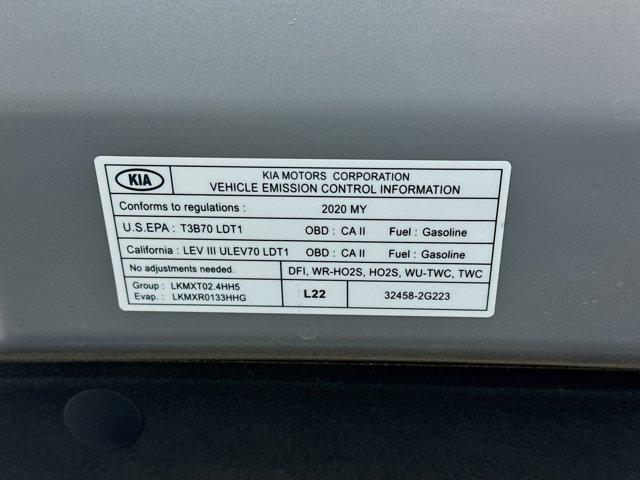 KIA
KIA MOTORS CORPORATION
VEHICLE EMISSION CONTROL INFORMATION
Conforms to regulations : 2020 MY
U.S.EPA : T3B70 LDT1 OBD : CA II Fuel : Gasoline
California : LEV III ULEV70 LDT1 OBD : CA II Fuel : Gasoline
No adjustments needed. DFI, WR-HO2S, HO2S, WU-TWC, TWC
Group : LKMXT02.4HH5
Evap. : LKMXR0133HHG
L22 32458-2G223